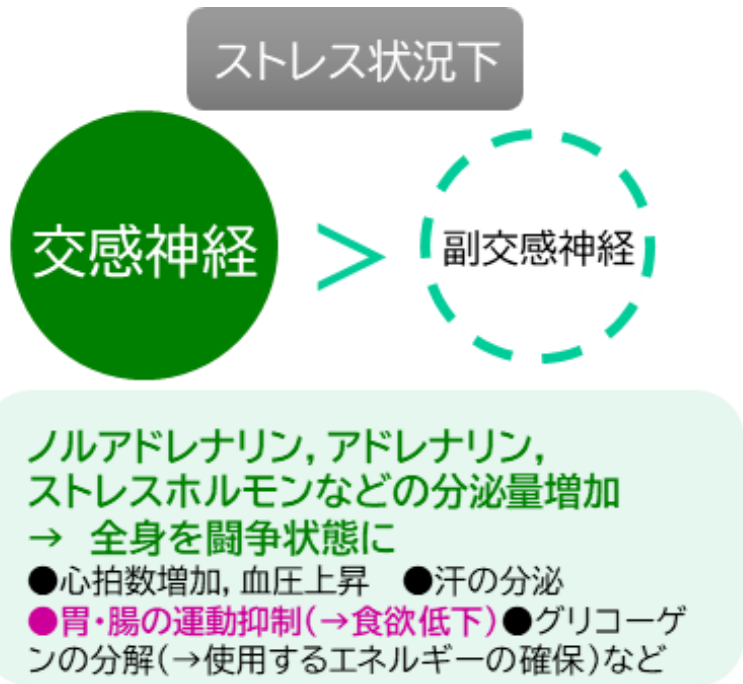 ストレス状況下
交感神経
>
副交感神経
ノルアドレナリン, アドレナリン,
ストレスホルモンなどの分泌量増加
→ 全身を闘争状態に
●心拍数増加, 血圧上昇 ●汗の分泌
●胃・腸の運動抑制(→食欲低下)●グリコーゲ
ンの分解(→使用するエネルギーの確保)など